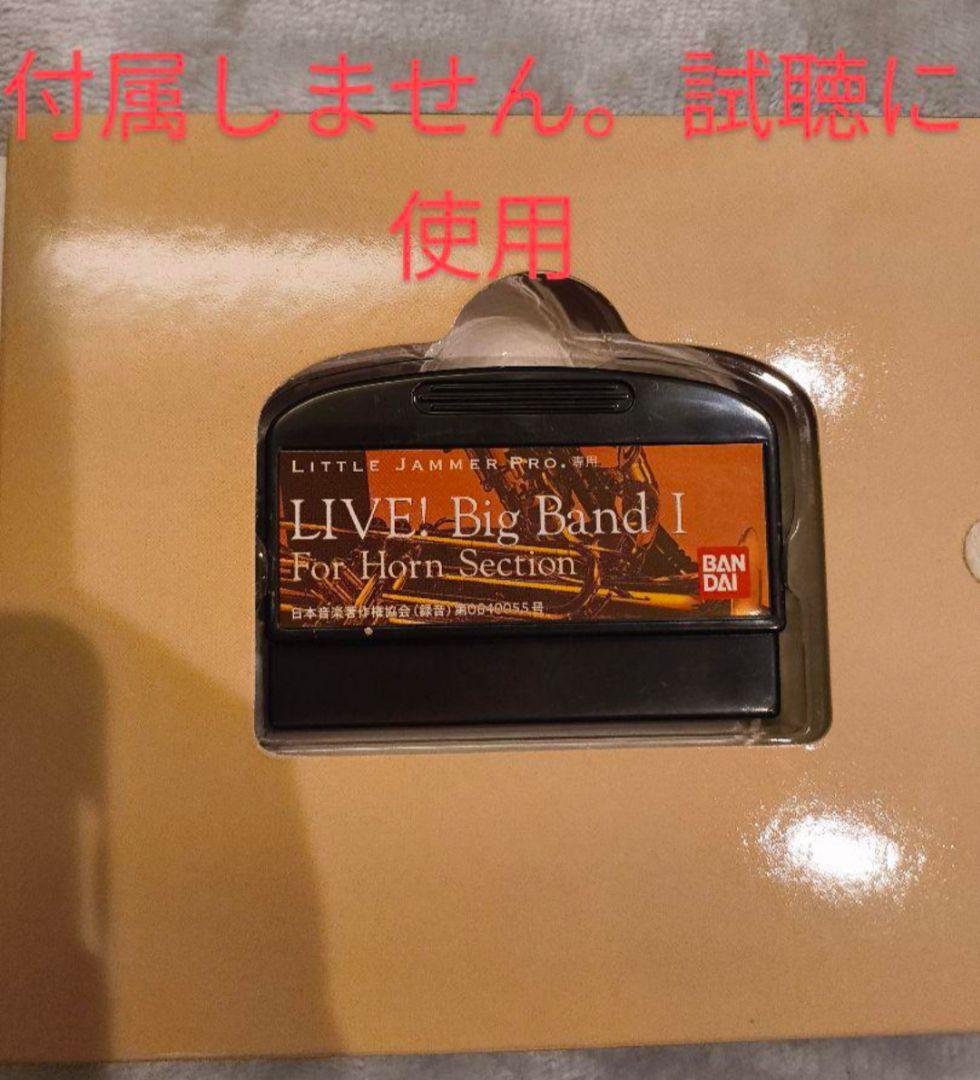 付属しません。試聴に
使用
LITTLE JAMMER PRO.専用
LIVE! Big Band I
For Horn Section
BAN
DAI
日本音楽著作権協会(録音)第0640055号